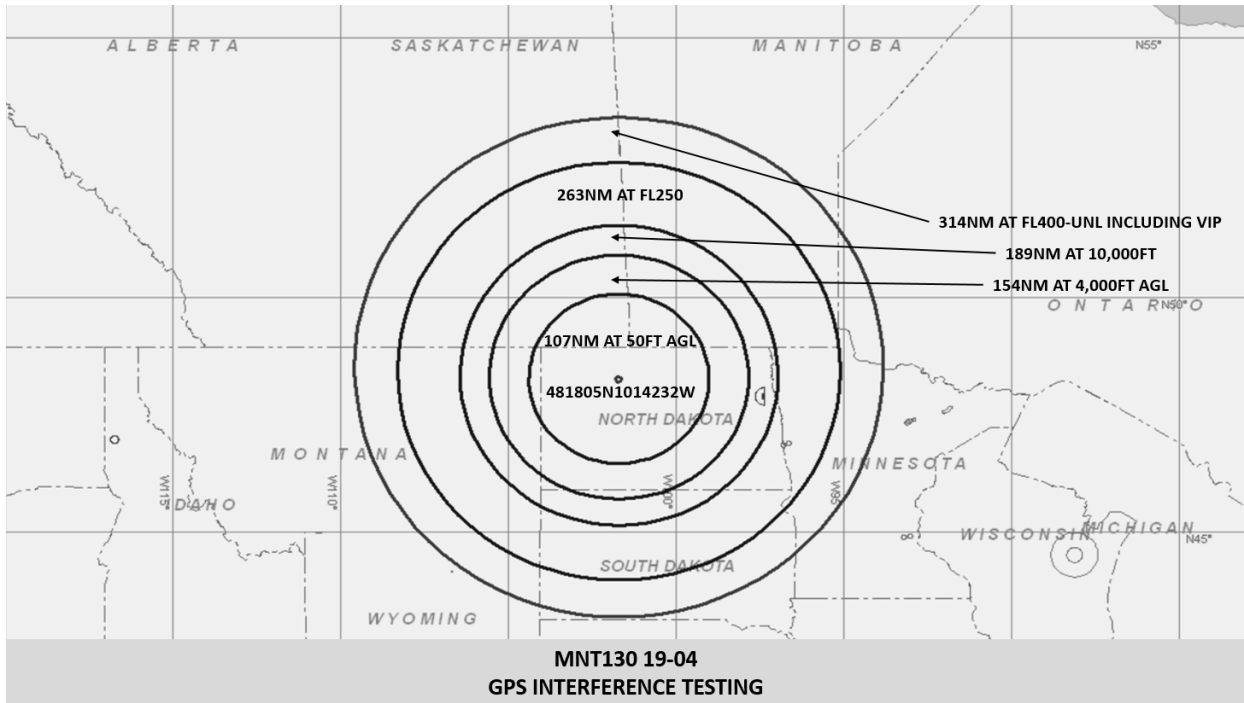 ALBERTA
SASKATCHEWAN
MANITOBA
N55°
263NM AT FL250
314NM AT FL400-UNL INCLUDING VIP
189NM AT 10,000FT
154NM AT 4,000FT AGL
ONTARIO
N50°
107NM AT 50FT AGL
481805N1014232W
NORTH DAKOTA
MONTANA
MINNESOTA
W115°
W110°
W100°
W95°
IDAHO
WISCONSIN
MICHIGAN
N45°
SOUTH DAKOTA
WYOMING
MNT130 19-04
GPS INTERFERENCE TESTING